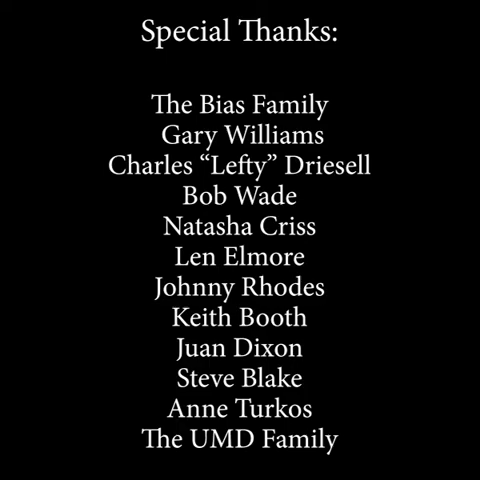 Special Thanks:
The Bias Family
Gary Williams
Charles “Lefty” Driesell
Bob Wade
Natasha Criss
Len Elmore
Johnny Rhodes
Keith Booth
Juan Dixon
Steve Blake
Anne Turkos
The UMD Family